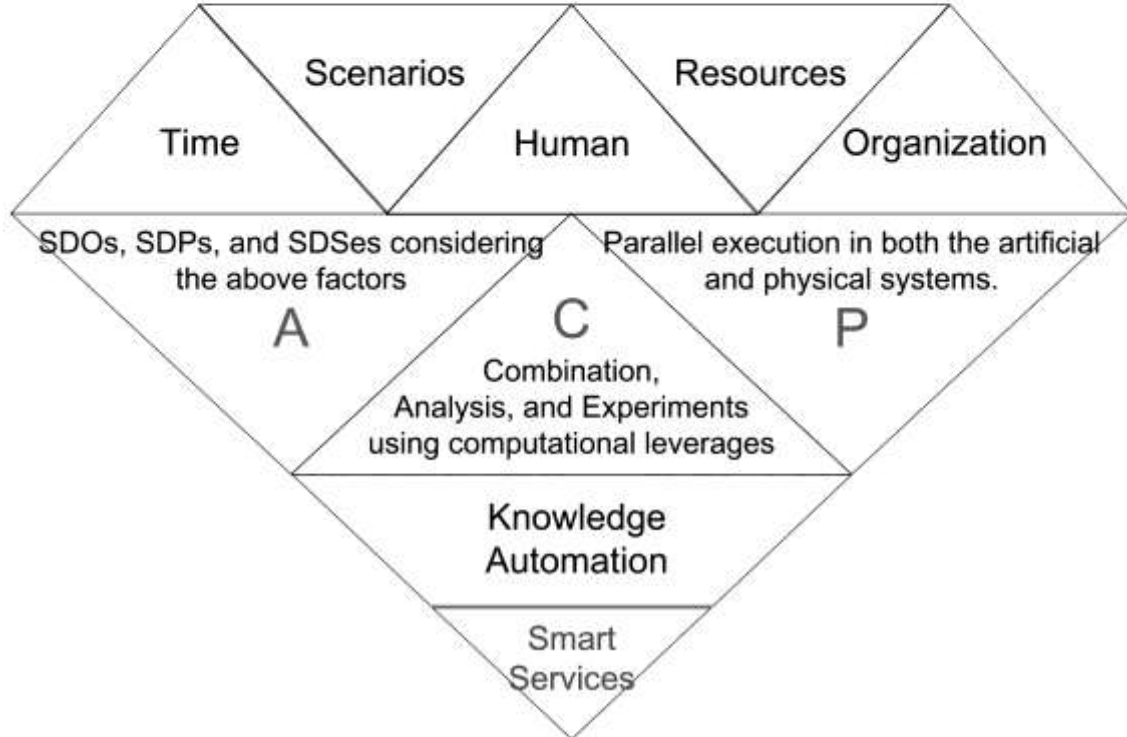 Scenarios
Resources
Time
Human
Organization
SDOs, SDPs, and SDSes considering
the above factors
A
Parallel execution in both the artificial
and physical systems.
P
C
Combination,
Analysis, and Experiments
using computational leverages
Knowledge
Automation
Smart
Services